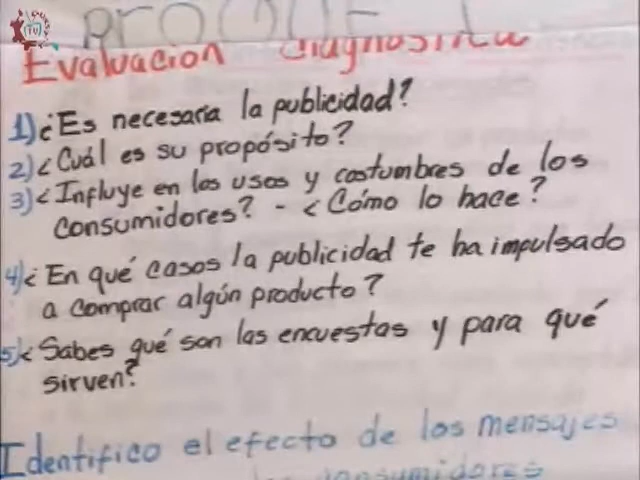 Evaluación diagnóstica
1) ¿Es necesaria la publicidad?
2) ¿Cuál es su propósito?
3) ¿Influye en los usos y costumbres de los
consumidores? - ¿Cómo lo hace?
4) ¿En qué casos la publicidad te ha impulsado
a comprar algún producto?
5) ¿Sabes qué son las encuestas y para qué
sirven?
Identifico el efecto de los mensajes
consumidores